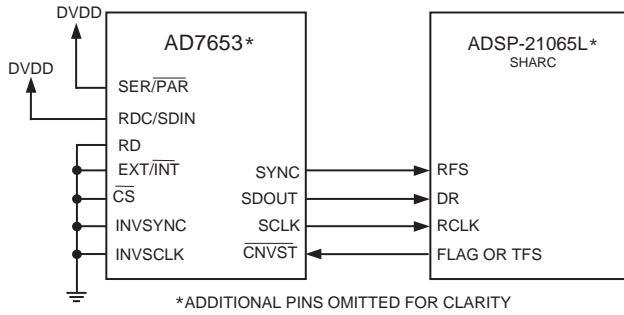 DVDD
DVDD
AD7653*
SER/PAR
RDC/SDIN
RD
EXT/INT
CS
INVSYNC
INVSCLK
SYNC
SDOUT
SCLK
CNVST
ADSP-21065L*
SHARC
RFS
DR
RCLK
FLAG OR TFS
*ADDITIONAL PINS OMITTED FOR CLARITY